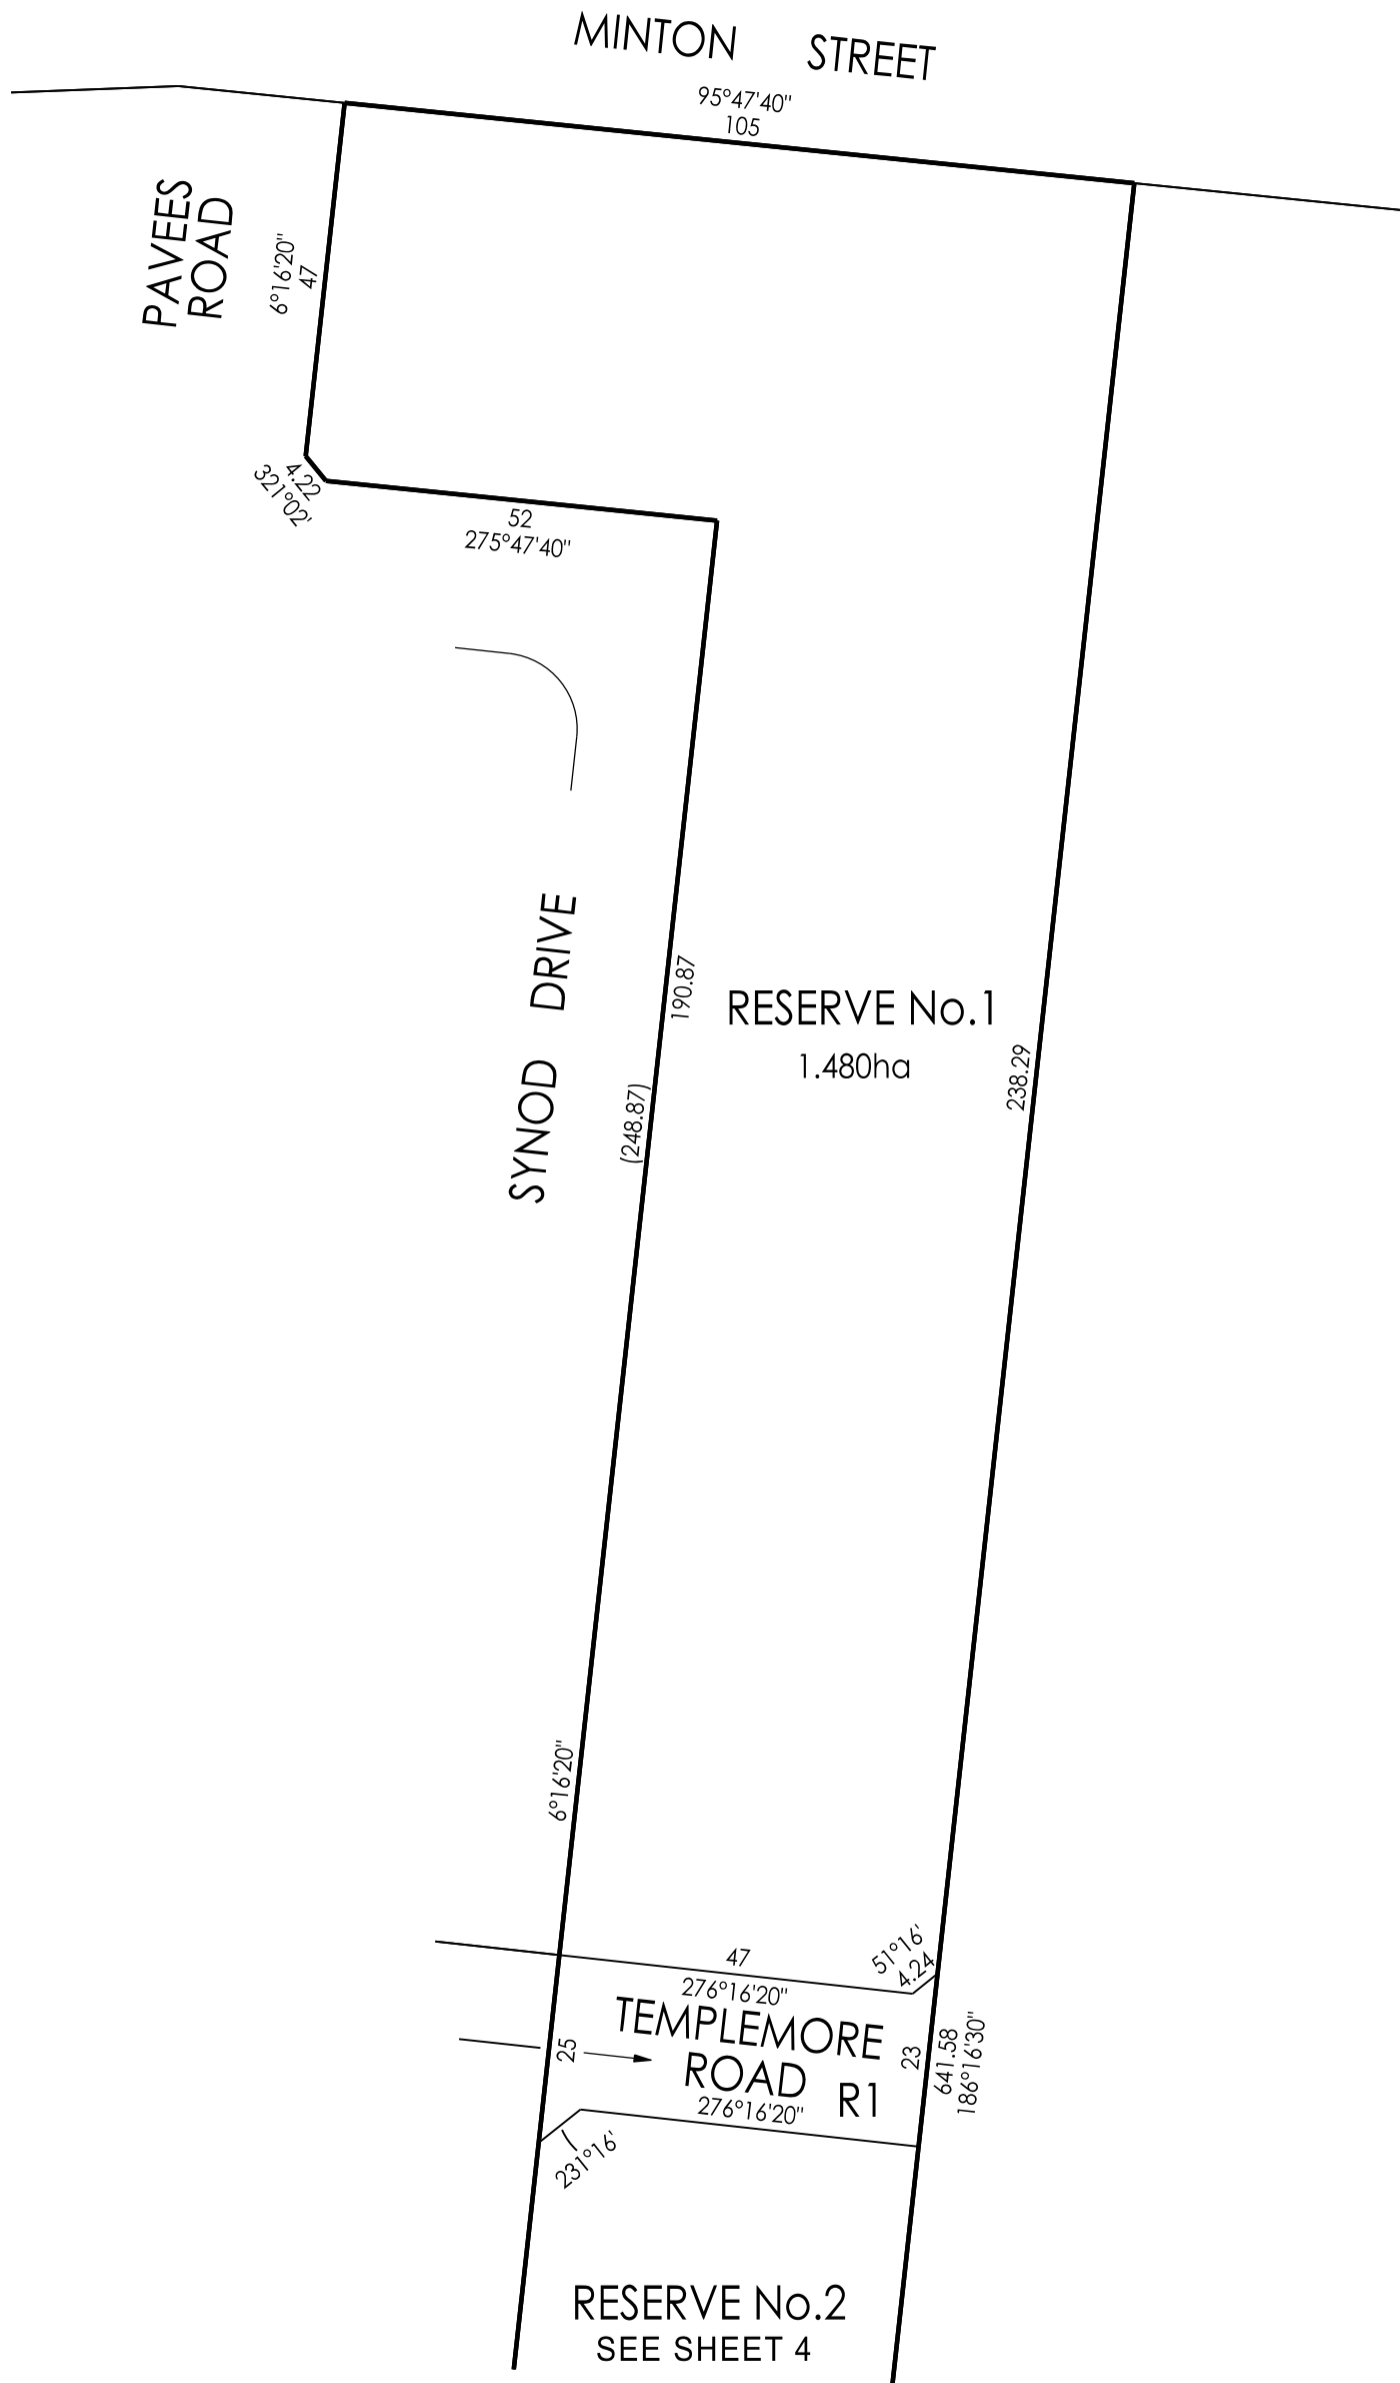 MINTON STREET
95°47'40"
105
PAVEES
ROAD
6°16'20"
47
4.22
321°02'
52
275°47'40"
SYNOD DRIVE
190.87
(248.87)
RESERVE No.1
1.480ha
238.29
6°16'20"
47
276°16'20"
51°16'
4.24
TEMPLEMORE
ROAD R1
25
23
641.58
186°16'30"
276°16'20"
231°16'
RESERVE No.2
SEE SHEET 4